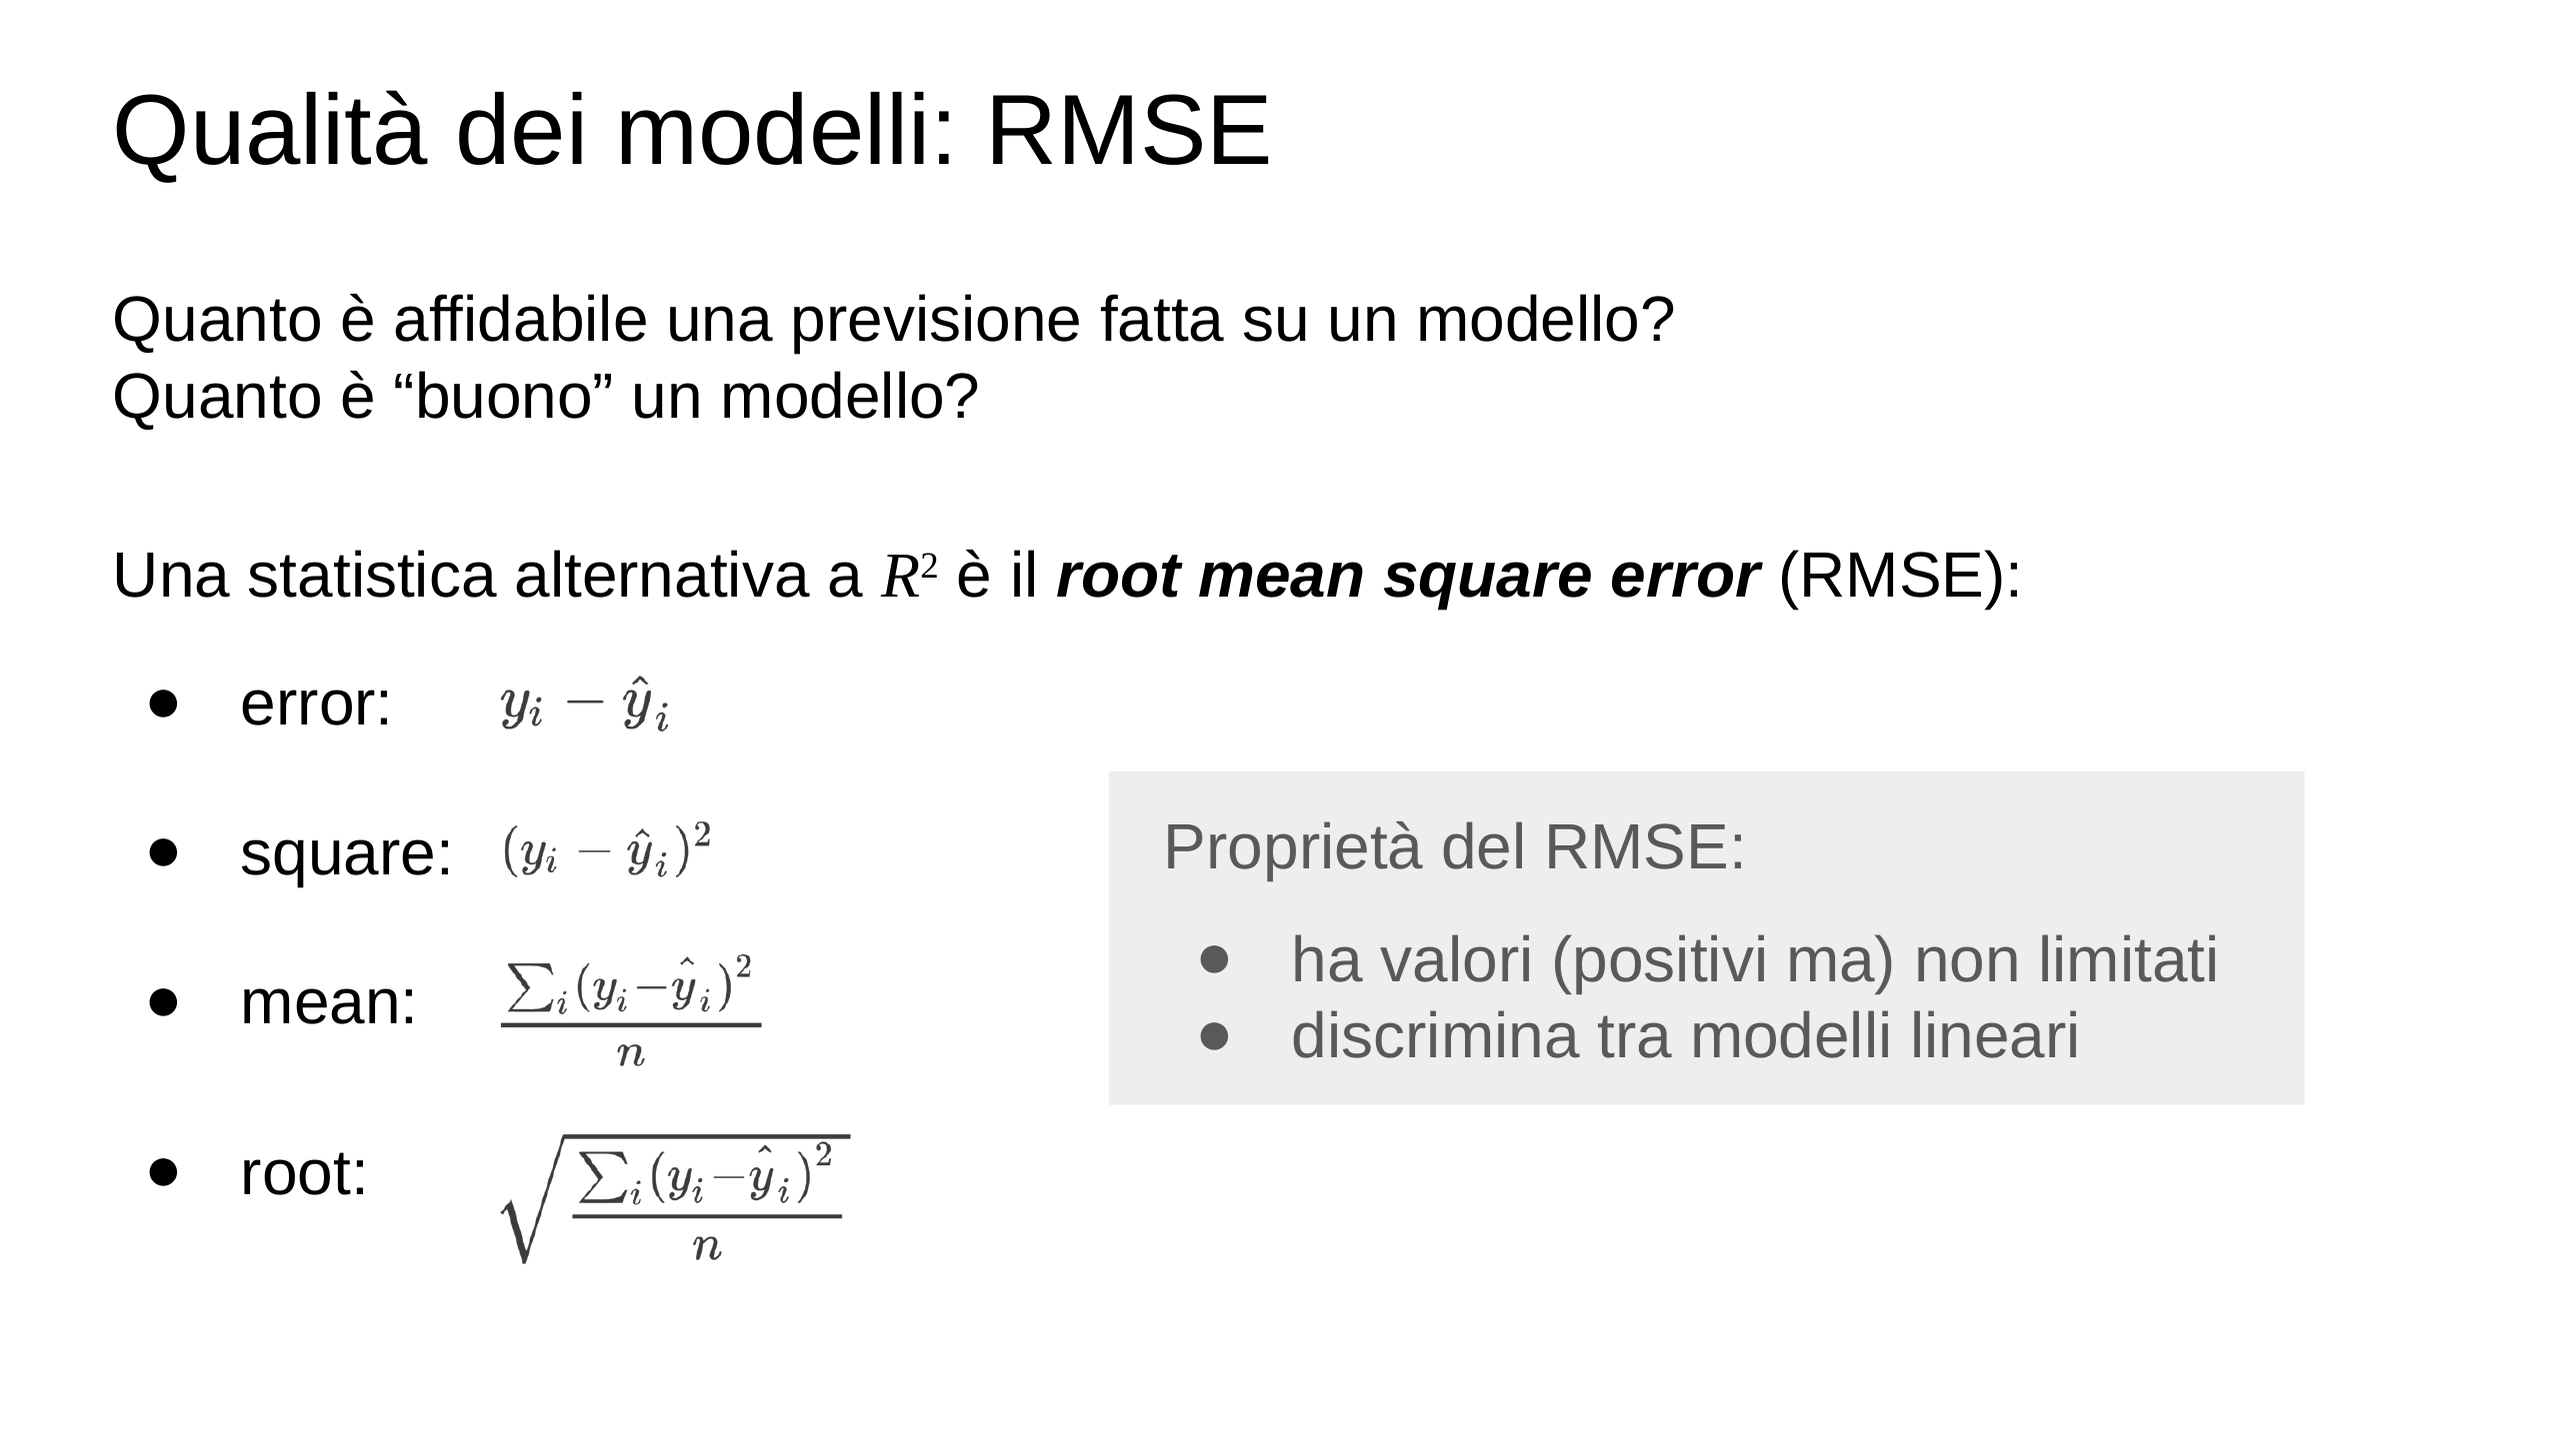 Qualità dei modelli: RMSE
Quanto è affidabile una previsione fatta su un modello?
Quanto è “buono” un modello?
Una statistica alternativa a R² è il root mean square error (RMSE):
● error: yᵢ − ŷᵢ
● square: (yᵢ − ŷᵢ)²
● mean: ∑ᵢ(yᵢ−ŷᵢ)² / n
● root: √(∑ᵢ(yᵢ−ŷᵢ)² / n)
Proprietà del RMSE:
● ha valori (positivi ma) non limitati
● discrimina tra modelli lineari